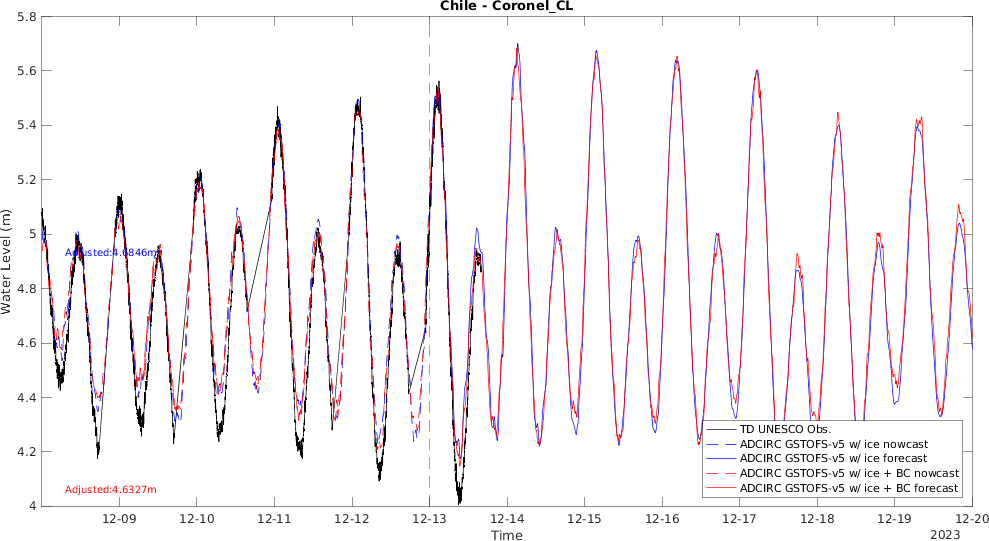 Chile - Coronel_CL
Water Level (m)
5.8
5.6
5.4
5.2
5
4.8
4.6
4.4
4.2
4
Adjusted:4.6846m
Adjusted:4.6327m
TD UNESCO Obs.
ADCIRC GSTOFS-v5 w/ ice nowcast
ADCIRC GSTOFS-v5 w/ ice forecast
ADCIRC GSTOFS-v5 w/ ice + BC nowcast
ADCIRC GSTOFS-v5 w/ ice + BC forecast
12-09 12-10 12-11 12-12 12-13 12-14 12-15 12-16 12-17 12-18 12-19 12-20
Time
2023